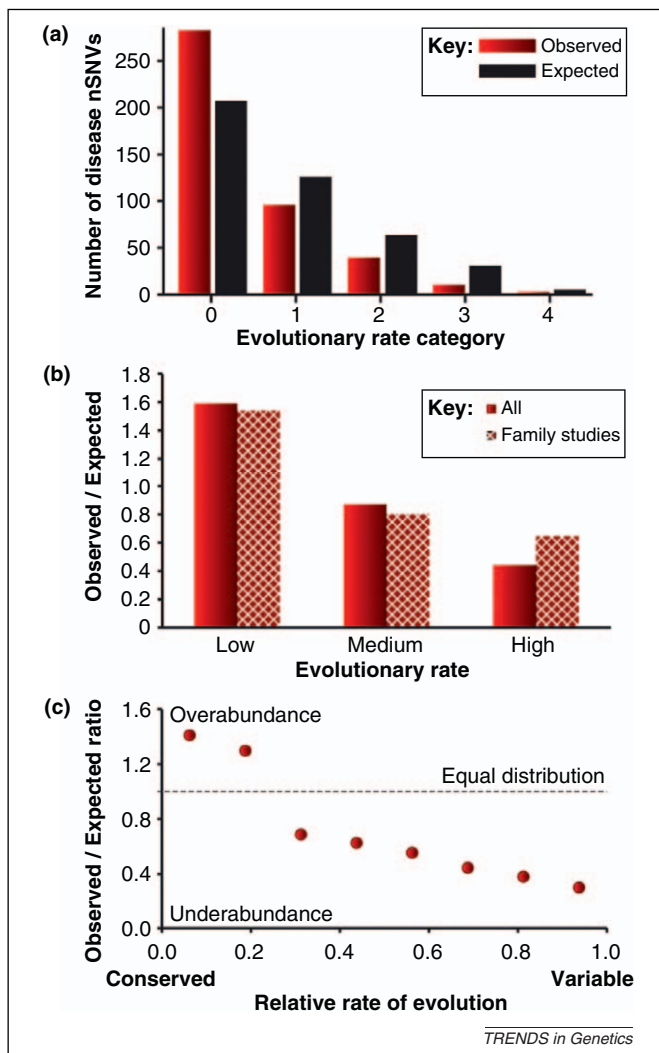 (a)
Number of disease nSNVs
250
200
150
100
50
0
Key: Observed
Expected
0 1 2 3 4
Evolutionary rate category
(b)
Observed / Expected
1.8
1.6
1.4
1.2
1.0
0.8
0.6
0.4
0.2
0
Key: All
Family studies
Low Medium High
Evolutionary rate
(c)
Observed / Expected ratio
1.6
1.2
0.8
0.4
0.0
Overabundance
Equal distribution
Underabundance
0.0 0.2 0.4 0.6 0.8 1.0
Conserved Variable
Relative rate of evolution
TRENDS in Genetics